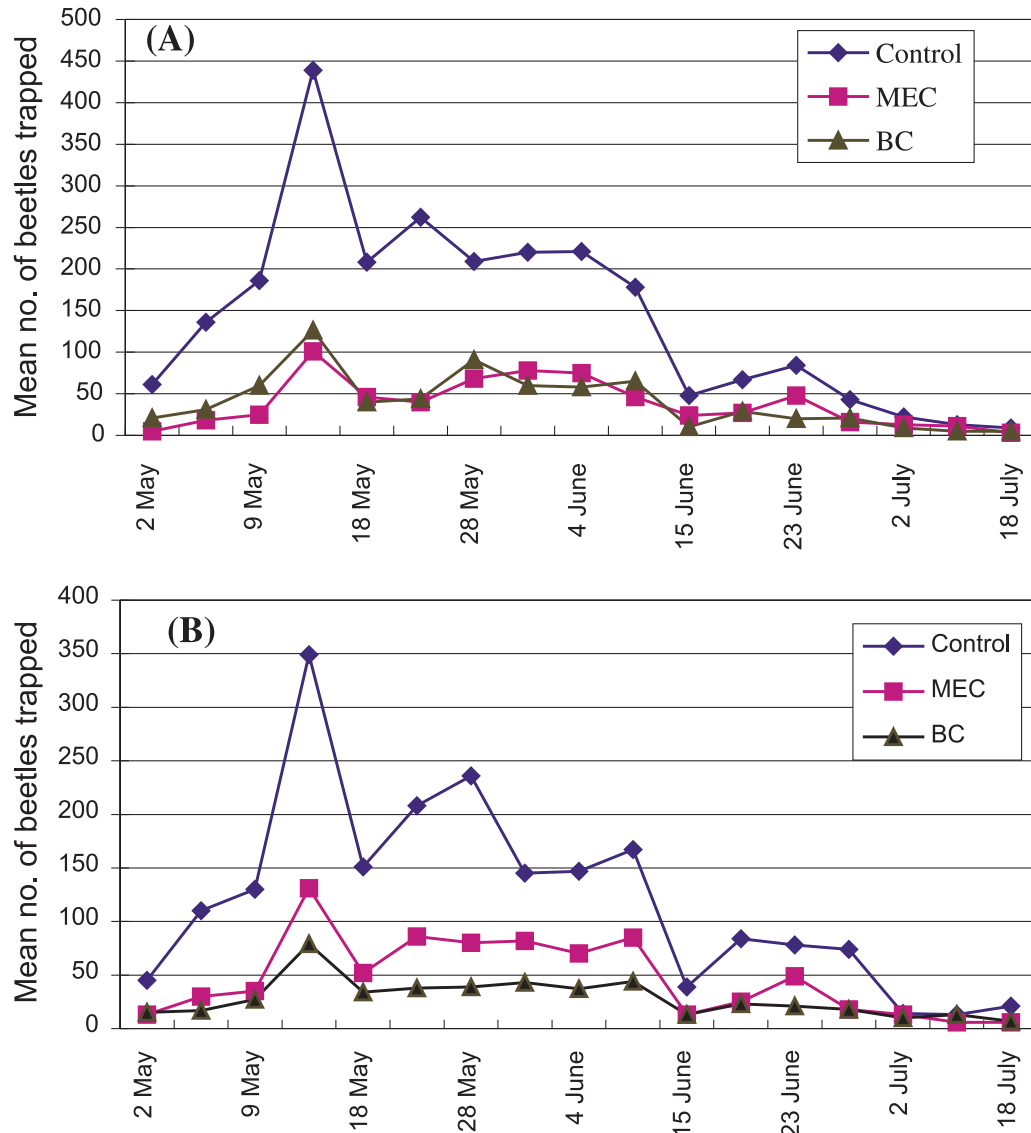 (A)
Mean no. of beetles trapped
500
450
400
350
300
250
200
150
100
50
0
Control
MEC
BC
2 May
9 May
18 May
28 May
4 June
15 June
23 June
2 July
18 July
(B)
Mean no. of beetles trapped
400
350
300
250
200
150
100
50
0
Control
MEC
BC
2 May
9 May
18 May
28 May
4 June
15 June
23 June
2 July
18 July